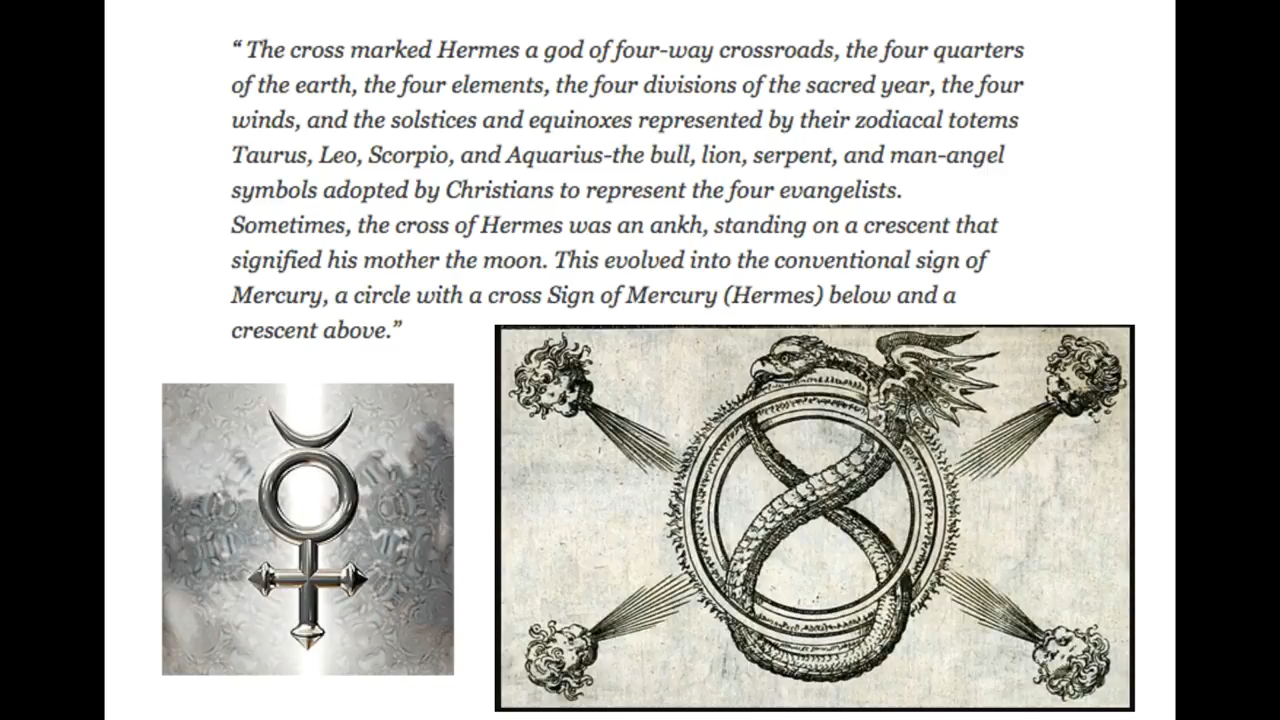 “ The cross marked Hermes a god of four-way crossroads, the four quarters
of the earth, the four elements, the four divisions of the sacred year, the four
winds, and the solstices and equinoxes represented by their zodiacal totems
Taurus, Leo, Scorpio, and Aquarius-the bull, lion, serpent, and man-angel
symbols adopted by Christians to represent the four evangelists.
Sometimes, the cross of Hermes was an ankh, standing on a crescent that
signified his mother the moon. This evolved into the conventional sign of
Mercury, a circle with a cross Sign of Mercury (Hermes) below and a
crescent above.”